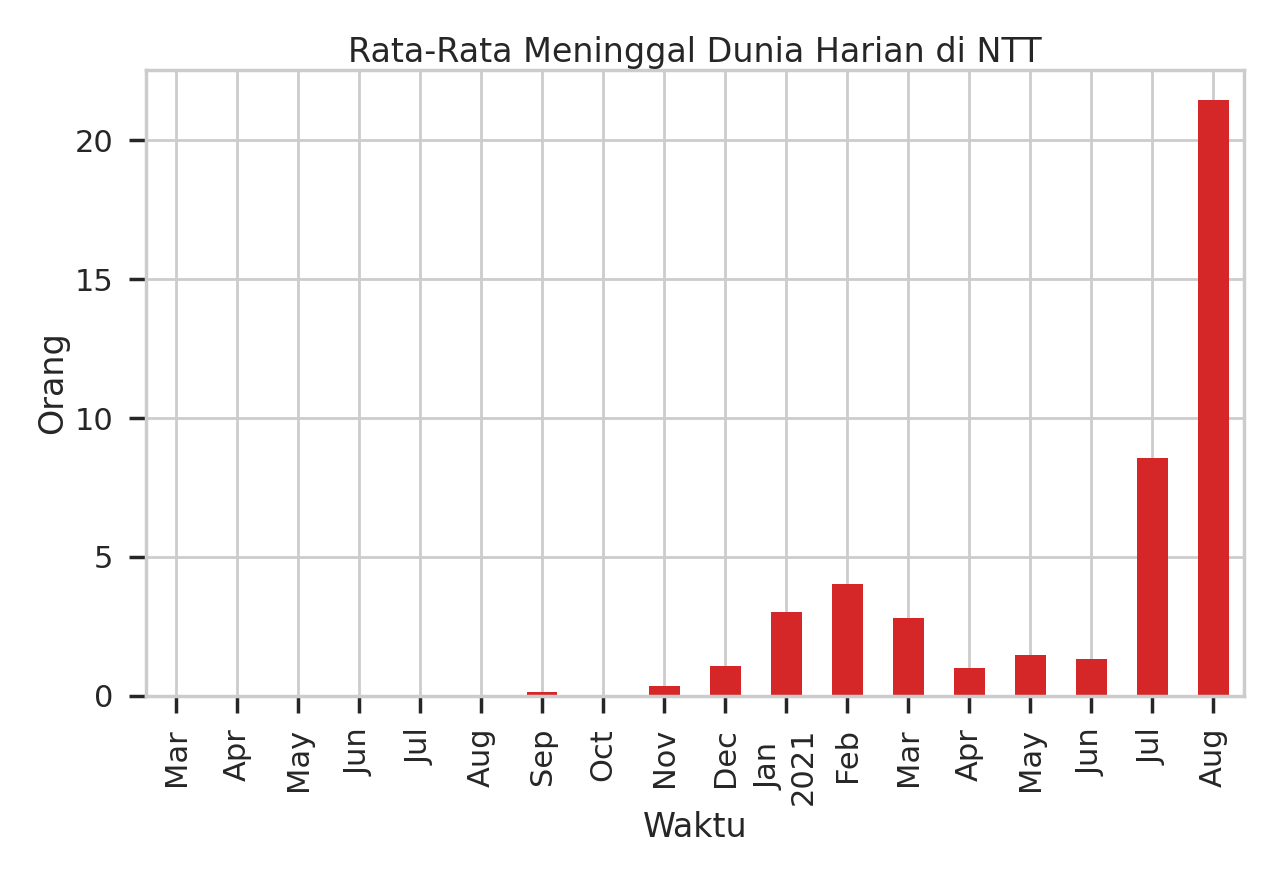 Rata-Rata Meninggal Dunia Harian di NTT
Orang
20
15
10
5
0
Mar
Apr
May
Jun
Jul
Aug
Sep
Oct
Nov
Dec
Jan
2021
Feb
Mar
Apr
May
Jun
Jul
Aug
Waktu